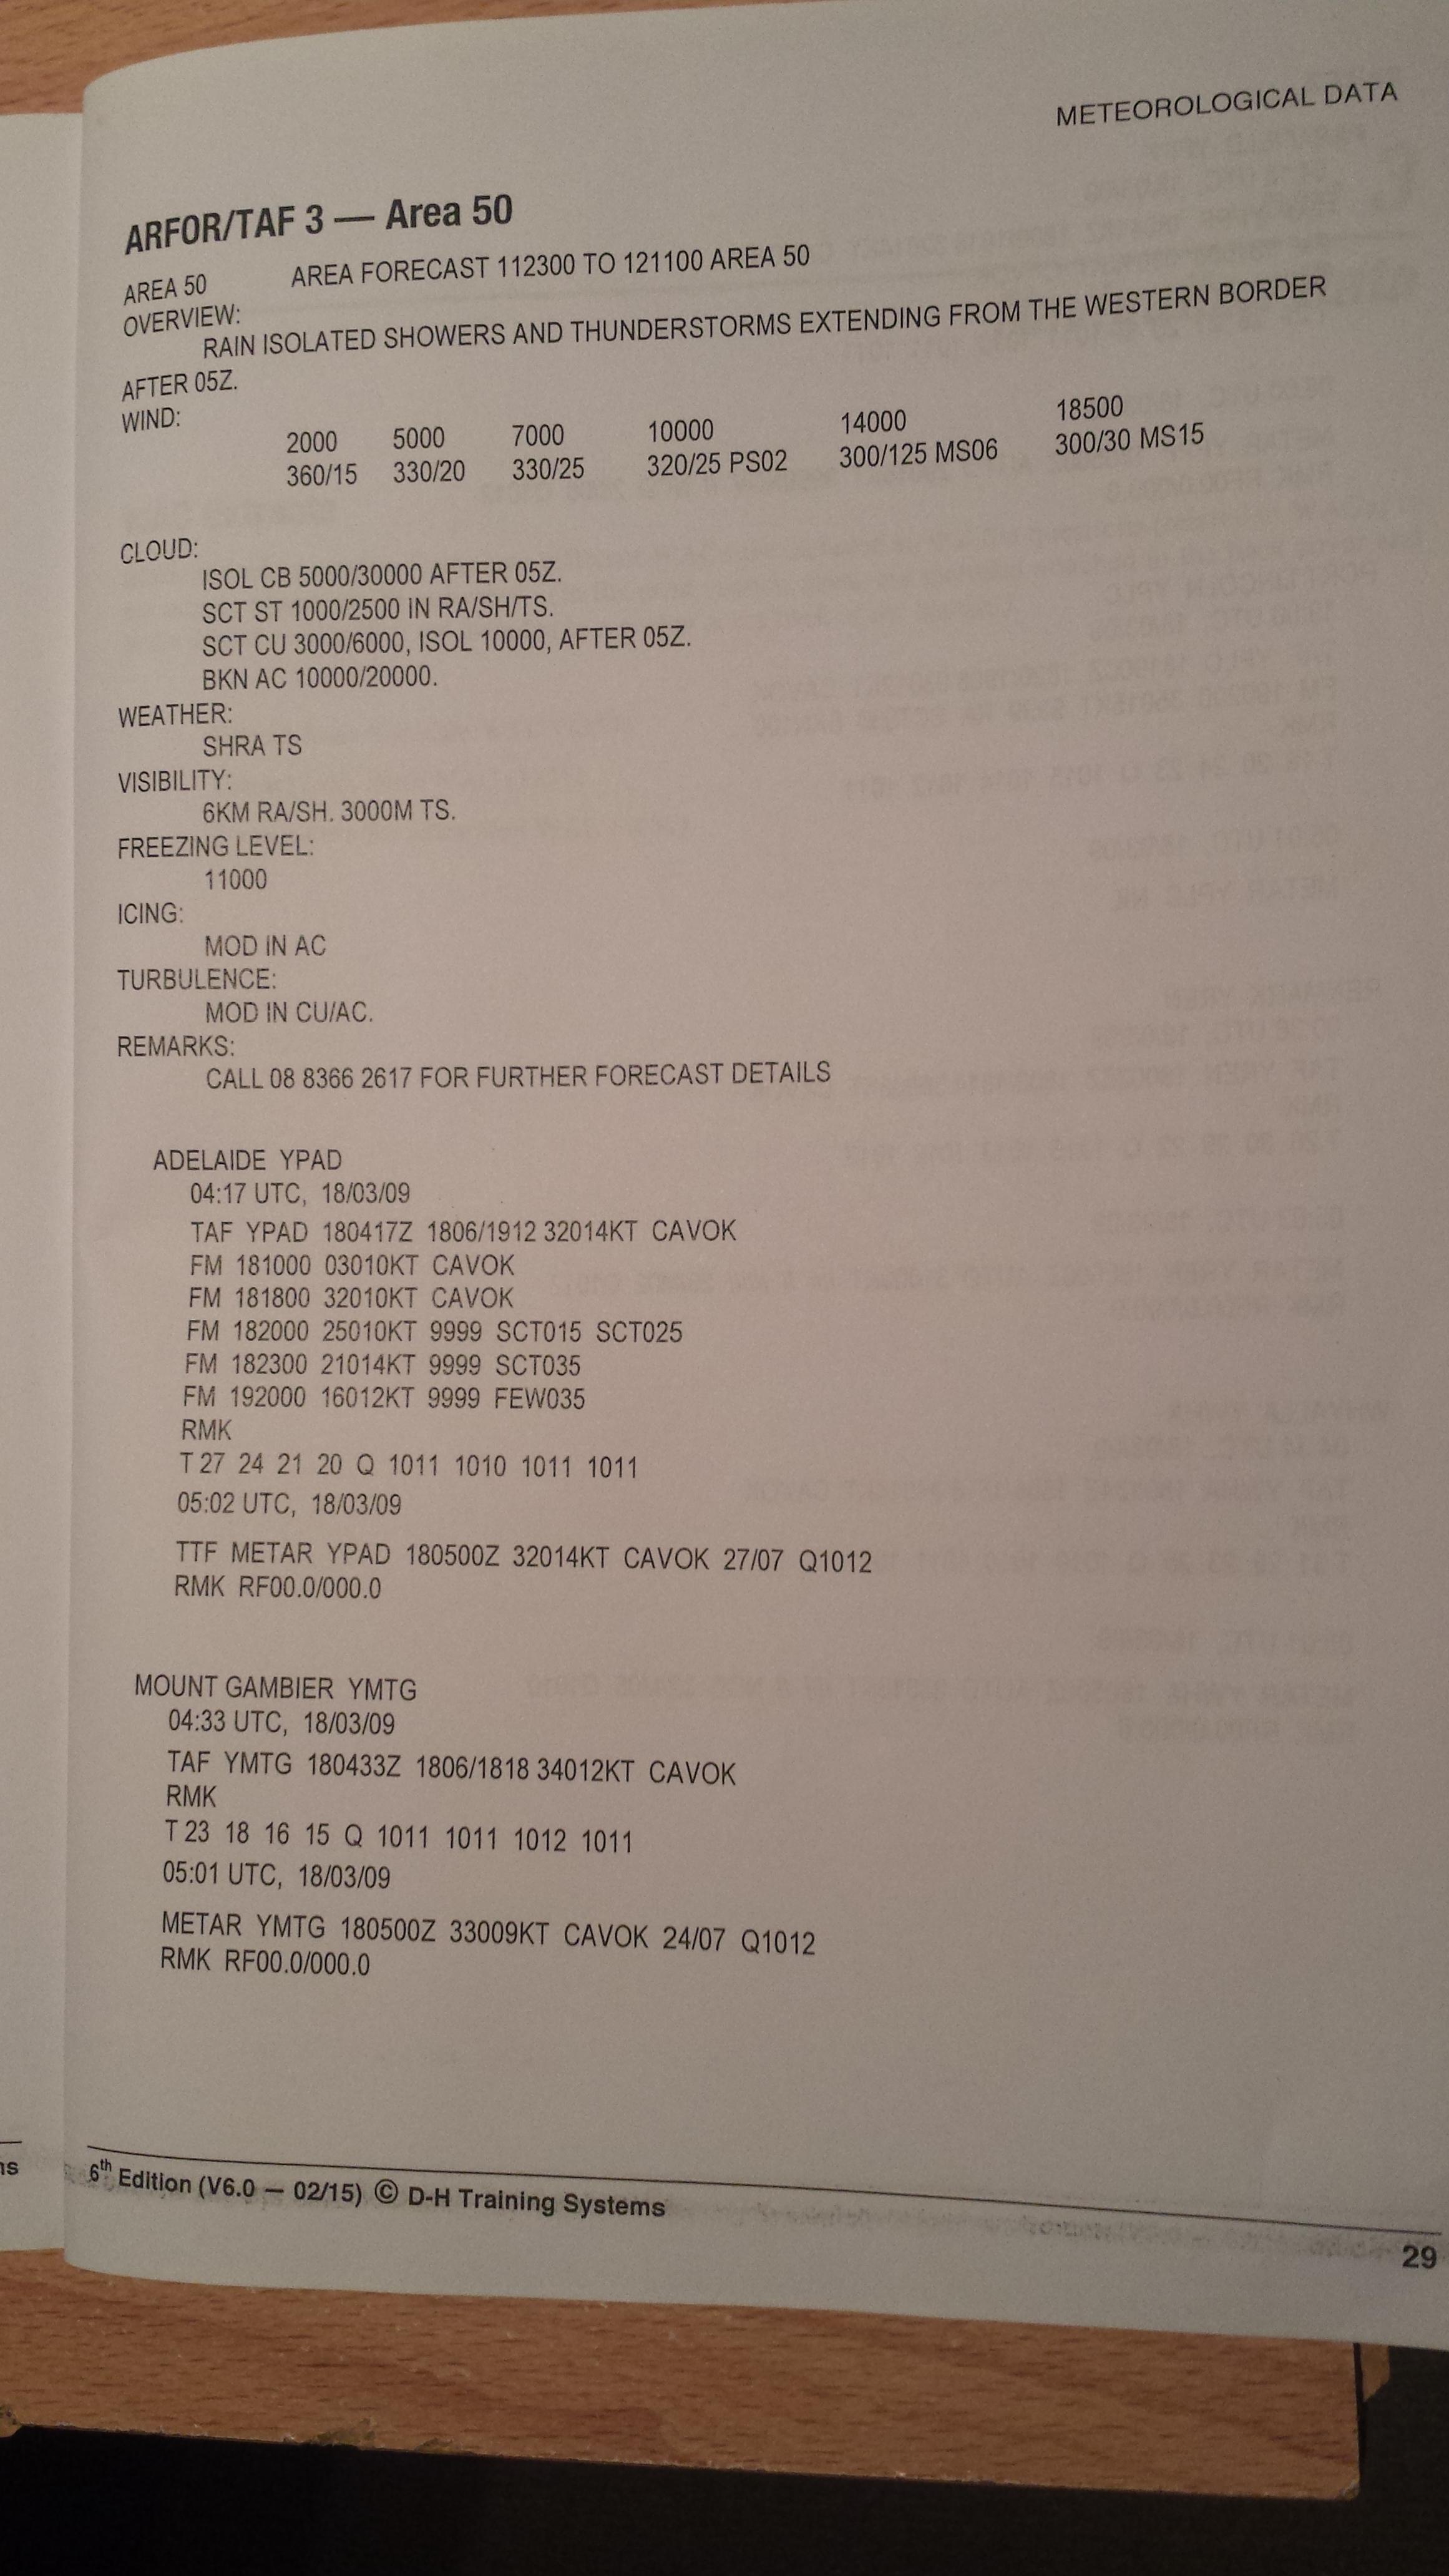 METEOROLOGICAL DATA
ARFOR/TAF 3 — Area 50
AREA 50 AREA FORECAST 112300 TO 121100 AREA 50
OVERVIEW:
RAIN ISOLATED SHOWERS AND THUNDERSTORMS EXTENDING FROM THE WESTERN BORDER
AFTER 05Z.
WIND:
2000 5000 7000 10000 14000 18500
360/15 330/20 330/25 320/25 PS02 300/125 MS06 300/30 MS15
CLOUD:
ISOL CB 5000/30000 AFTER 05Z.
SCT ST 1000/2500 IN RA/SH/TS.
SCT CU 3000/6000, ISOL 10000, AFTER 05Z.
BKN AC 10000/20000.
WEATHER:
SHRA TS
VISIBILITY:
6KM RA/SH. 3000M TS.
FREEZING LEVEL:
11000
ICING:
MOD IN AC
TURBULENCE:
MOD IN CU/AC.
REMARKS:
CALL 08 8366 2617 FOR FURTHER FORECAST DETAILS
ADELAIDE YPAD
04:17 UTC, 18/03/09
TAF YPAD 180417Z 1806/1912 32014KT CAVOK
FM 181000 03010KT CAVOK
FM 181800 32010KT CAVOK
FM 182000 25010KT 9999 SCT015 SCT025
FM 182300 21014KT 9999 SCT035
FM 192000 16012KT 9999 FEW035
RMK
T 27 24 21 20 Q 1011 1010 1011 1011
05:02 UTC, 18/03/09
TTF METAR YPAD 180500Z 32014KT CAVOK 27/07 Q1012
RMK RF00.0/000.0
MOUNT GAMBIER YMTG
04:33 UTC, 18/03/09
TAF YMTG 180433Z 1806/1818 34012KT CAVOK
RMK
T 23 18 16 15 Q 1011 1011 1012 1011
05:01 UTC, 18/03/09
METAR YMTG 180500Z 33009KT CAVOK 24/07 Q1012
RMK RF00.0/000.0
6th Edition (V6.0 — 02/15) © D-H Training Systems
29